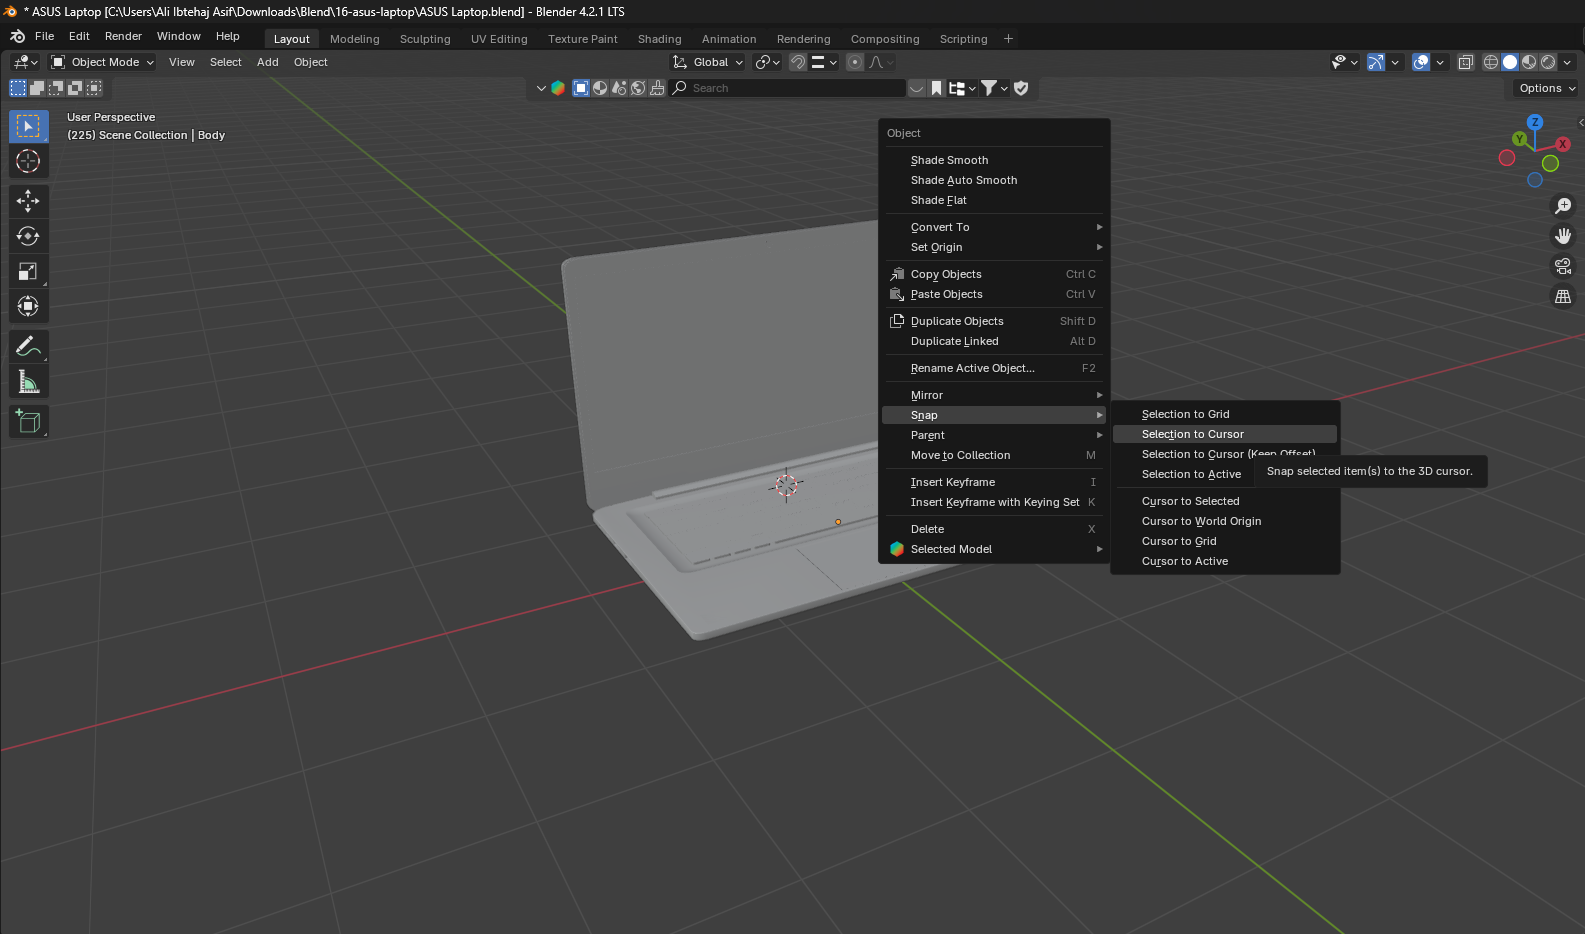 * ASUS Laptop [C:\Users\Ali Ibtehaj Asif\Downloads\Blend\16-asus-laptop\ASUS Laptop.blend] - Blender 4.2.1 LTS
File Edit Render Window Help Layout Modeling Sculpting UV Editing Texture Paint Shading Animation Rendering Compositing Scripting +
Object Mode View Select Add Object Global
Search Options
User Perspective
(225) Scene Collection | Body
Z
Y
X
Object
Shade Smooth
Shade Auto Smooth
Shade Flat
Convert To
Set Origin
Copy Objects Ctrl C
Paste Objects Ctrl V
Duplicate Objects Shift D
Duplicate Linked Alt D
Rename Active Object... F2
Mirror
Snap
Parent
Move to Collection M
Insert Keyframe I
Insert Keyframe with Keying Set K
Delete X
Selected Model
Selection to Grid
Selection to Cursor
Selection to Cursor (Keep Offset)
Selection to Active
Snap selected item(s) to the 3D cursor.
Cursor to Selected
Cursor to World Origin
Cursor to Grid
Cursor to Active